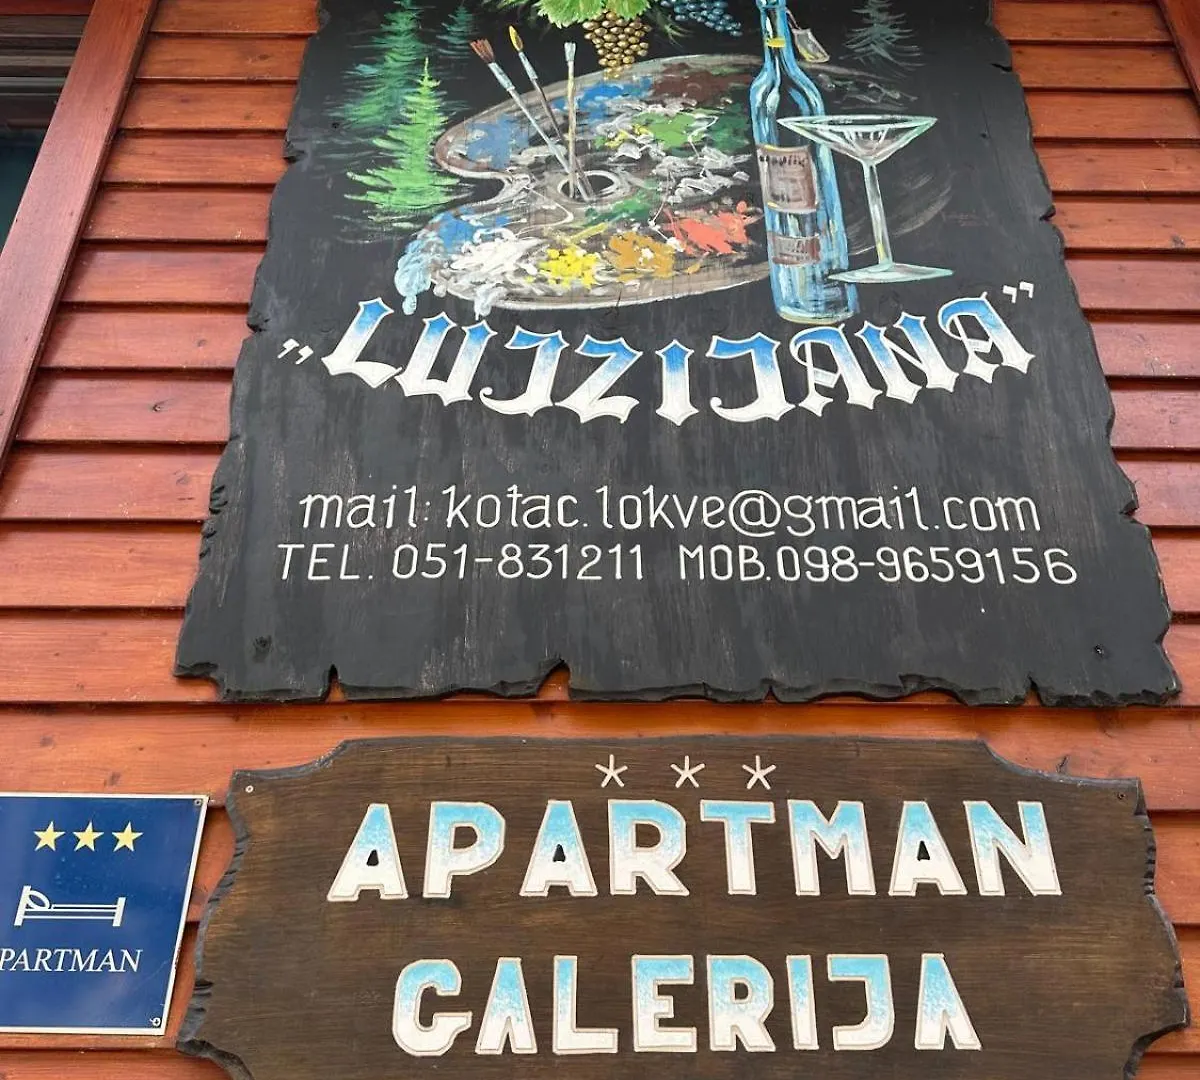 „LUJZIJANA”
mail: kotac.lokve@gmail.com
TEL. 051-831211 MOB.098-9659156
* * *
APARTMAN
GALERIJA
PARTMAN